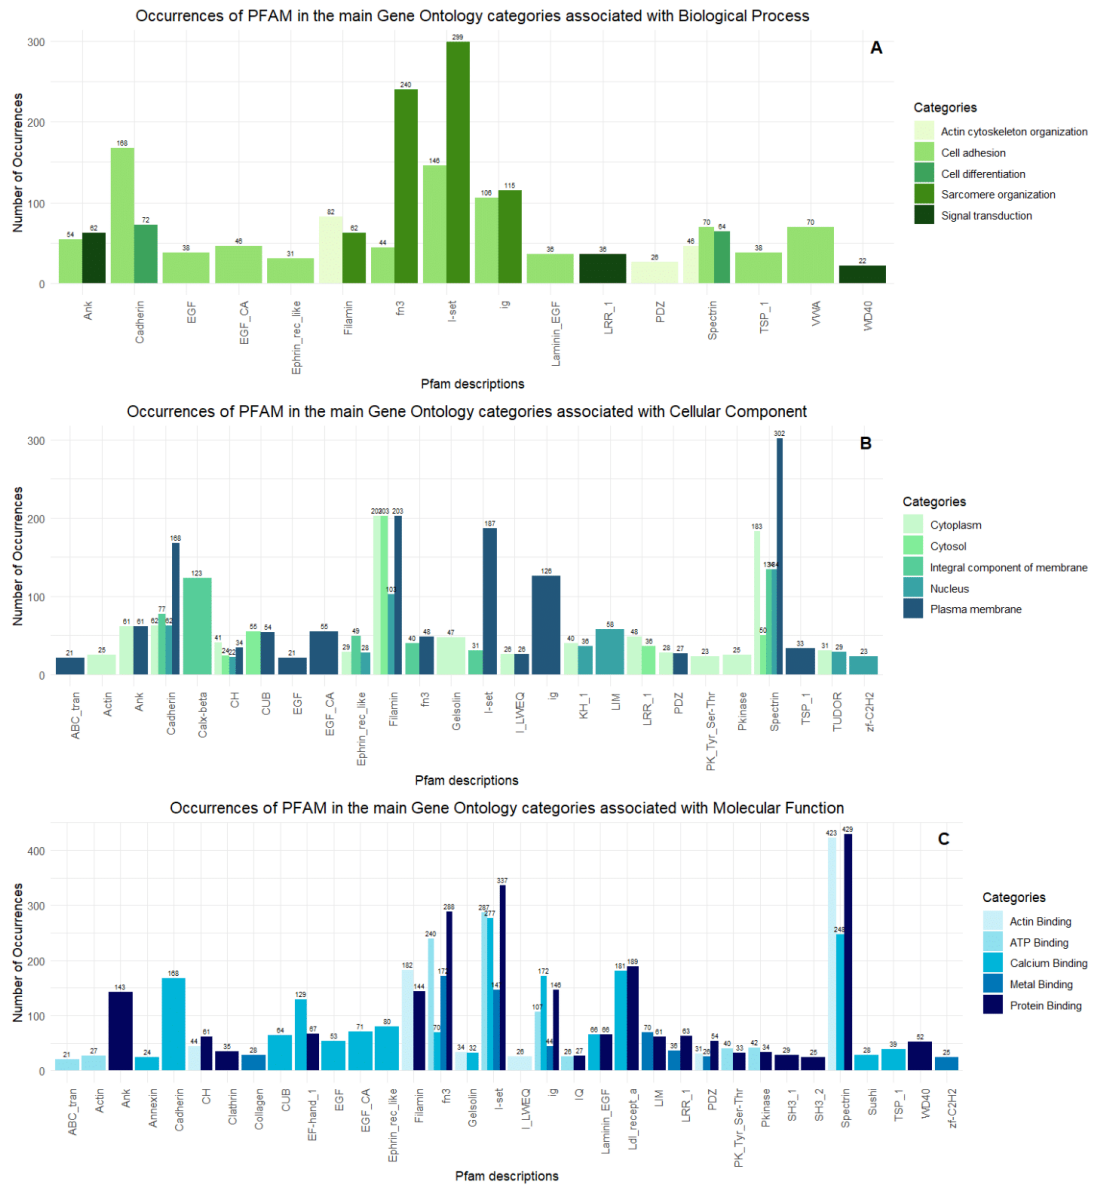 Occurrences of PFAM in the main Gene Ontology categories associated with Biological Process
A
Number of Occurrences
300
200
100
0
54 62 168 72 38 46 31 82 62 44 240 146 299 106 115 36 36 26 46 70 64 38 70 22
Ank Cadherin EGF EGF_CA Ephrin_rec_like Filamin fn3 I-set ig Laminin_EGF LRR_1 PDZ Spectrin TSP_1 VWA WD40
Pfam descriptions
Categories
Actin cytoskeleton organization
Cell adhesion
Cell differentiation
Sarcomere organization
Signal transduction
Occurrences of PFAM in the main Gene Ontology categories associated with Cellular Component
B
Number of Occurrences
300
200
100
0
21 25 61 61 62 77 62 168 123 41 24 22 34 55 54 21 55 29 49 28 203 203 103 203 40 48 47 31 187 26 26 126 40 36 58 48 36 28 27 23 25 183 50 134 302 33 31 29 23
ABC_tran Actin Ank Cadherin Calx-beta CH CUB EGF EGF_CA Ephrin_rec_like Filamin fn3 Gelsolin I-set I_LWEQ ig KH_1 LIM LRR_1 PDZ PK_Tyr_Ser-Thr Pkinase Spectrin TSP_1 TUDOR zf-C2H2
Pfam descriptions
Categories
Cytoplasm
Cytosol
Integral component of membrane
Nucleus
Plasma membrane
Occurrences of PFAM in the main Gene Ontology categories associated with Molecular Function
C
Number of Occurrences
400
300
200
100
0
21 27 143 24 168 44 61 35 28 64 129 67 53 71 80 182 144 240 70 172 288 34 32 287 277 147 337 26 107 172 44 146 26 27 66 66 181 189 70 61 36 63 31 26 54 40 33 42 34 29 25 423 248 429 28 39 52 25
ABC_tran Actin Ank Annexin Cadherin CH Clathrin Collagen CUB EF-hand_1 EGF EGF_CA Ephrin_rec_like Filamin fn3 Gelsolin I-set I_LWEQ ig IQ Laminin_EGF Ldl_recept_a LIM LRR_1 PDZ PK_Tyr_Ser-Thr Pkinase SH3_1 SH3_2 Spectrin Sushi TSP_1 WD40 zf-C2H2
Pfam descriptions
Categories
Actin Binding
ATP Binding
Calcium Binding
Metal Binding
Protein Binding